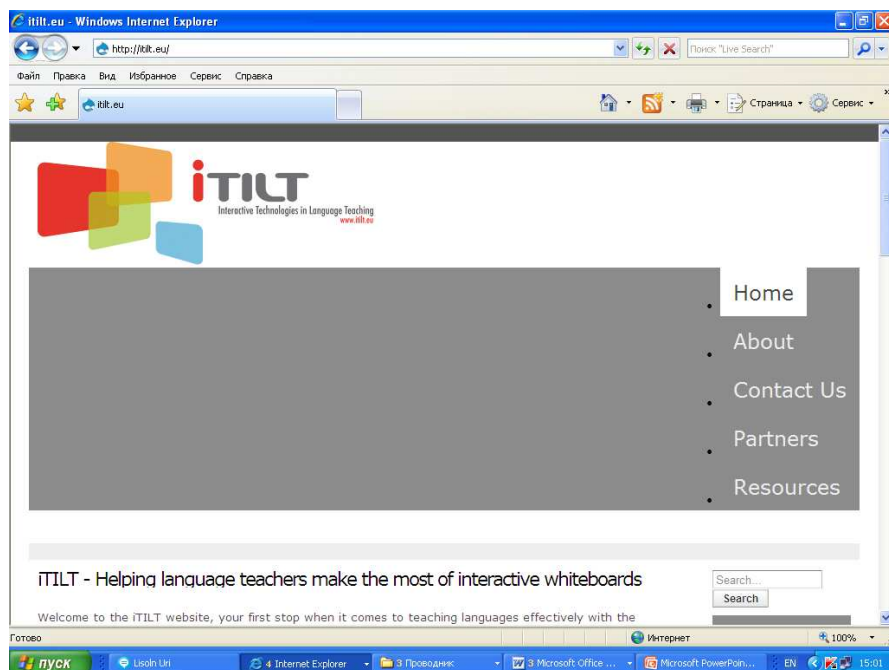 itilt.eu - Windows Internet Explorer
http://itilt.eu/
Поиск "Live Search"
Файл Правка Вид Избранное Сервис Справка
itilt.eu
Страница
Сервис
»
iTILT
Interactive Technologies in Language Teaching
www.itilt.eu
Home
About
Contact Us
Partners
Resources
iTILT - Helping language teachers make the most of interactive whiteboards
Search...
Search
Welcome to the iTILT website, your first stop when it comes to teaching languages effectively with the
Готово
Интернет
100%
пуск
Lisoln Uri
4 Internet Explorer
3 Проводник
3 Microsoft Office ...
Microsoft PowerPoin...
EN
15:01